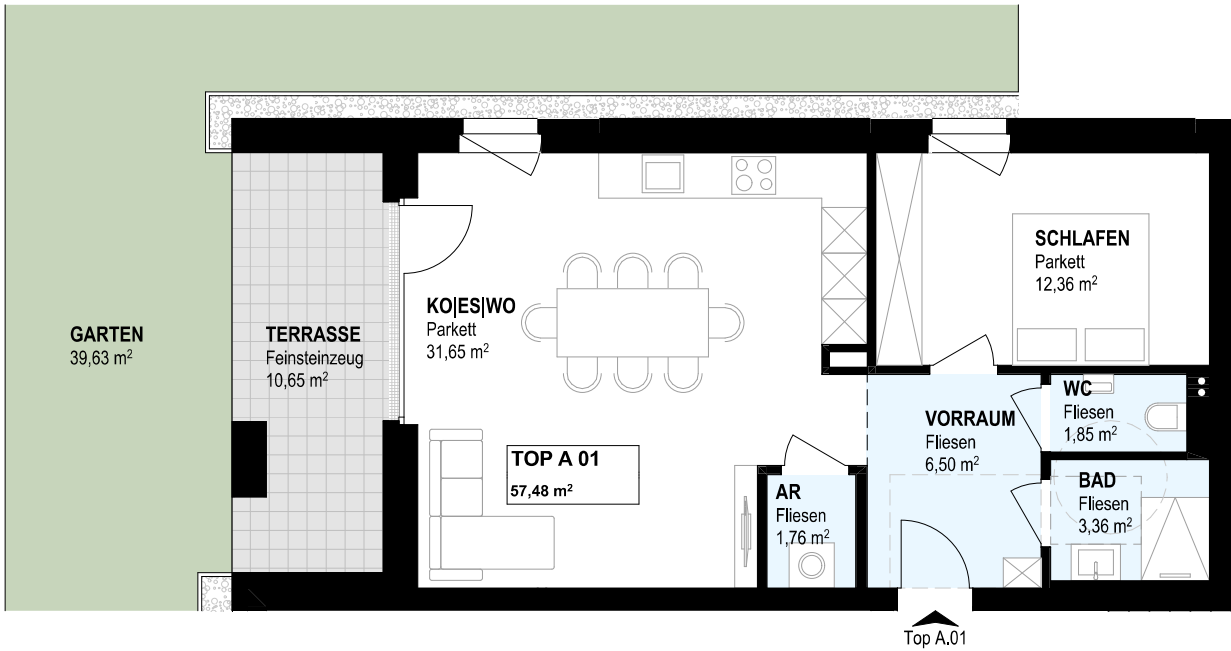 GARTEN
39,63 m²
TERRASSE
Feinsteinzeug
10,65 m²
KO|ES|WO
Parkett
31,65 m²
TOP A 01
57,48 m²
SCHLAFEN
Parkett
12,36 m²
VORRAUM
Fliesen
6,50 m²
WC
Fliesen
1,85 m²
BAD
Fliesen
3,36 m²
AR
Fliesen
1,76 m²
Top A.01